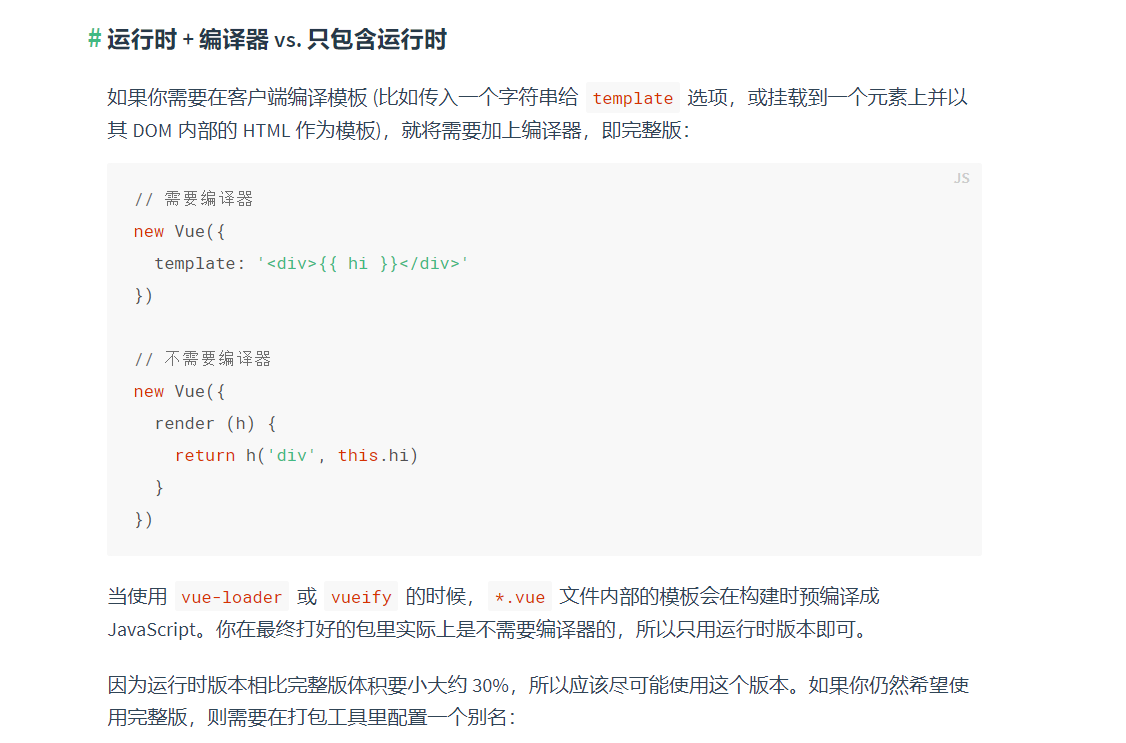 # 运行时 + 编译器 vs. 只包含运行时
如果你需要在客户端编译模板 (比如传入一个字符串给 template 选项，或挂载到一个元素上并以
其 DOM 内部的 HTML 作为模板)，就将需要加上编译器，即完整版：
JS
// 需要编译器
new Vue({
  template: '<div>{{ hi }}</div>'
})
// 不需要编译器
new Vue({
  render (h) {
    return h('div', this.hi)
  }
})
当使用 vue-loader 或 vueify 的时候，*.vue 文件内部的模板会在构建时预编译成
JavaScript。你在最终打好的包里实际上是不需要编译器的，所以只用运行时版本即可。
因为运行时版本相比完整版体积要小大约 30%，所以应该尽可能使用这个版本。如果你仍然希望使
用完整版，则需要在打包工具里配置一个别名：